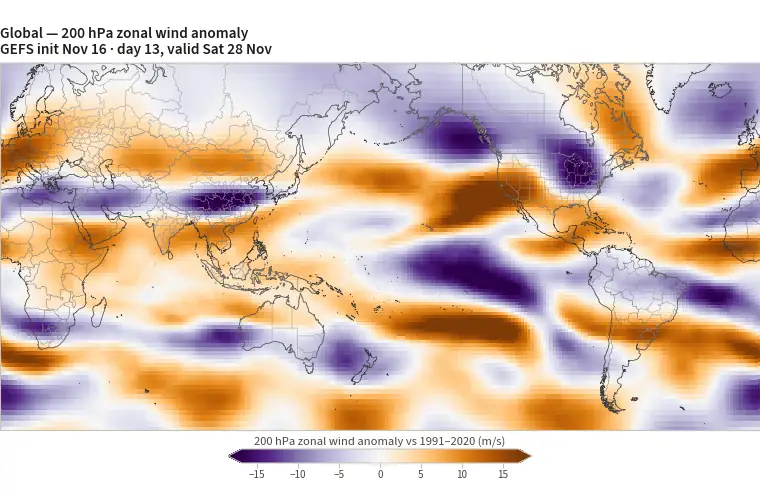 Global — 200 hPa zonal wind anomaly
GEFS init Nov 16 · day 13, valid Sat 28 Nov
200 hPa zonal wind anomaly vs 1991–2020 (m/s)
−15 −10 −5 0 5 10 15